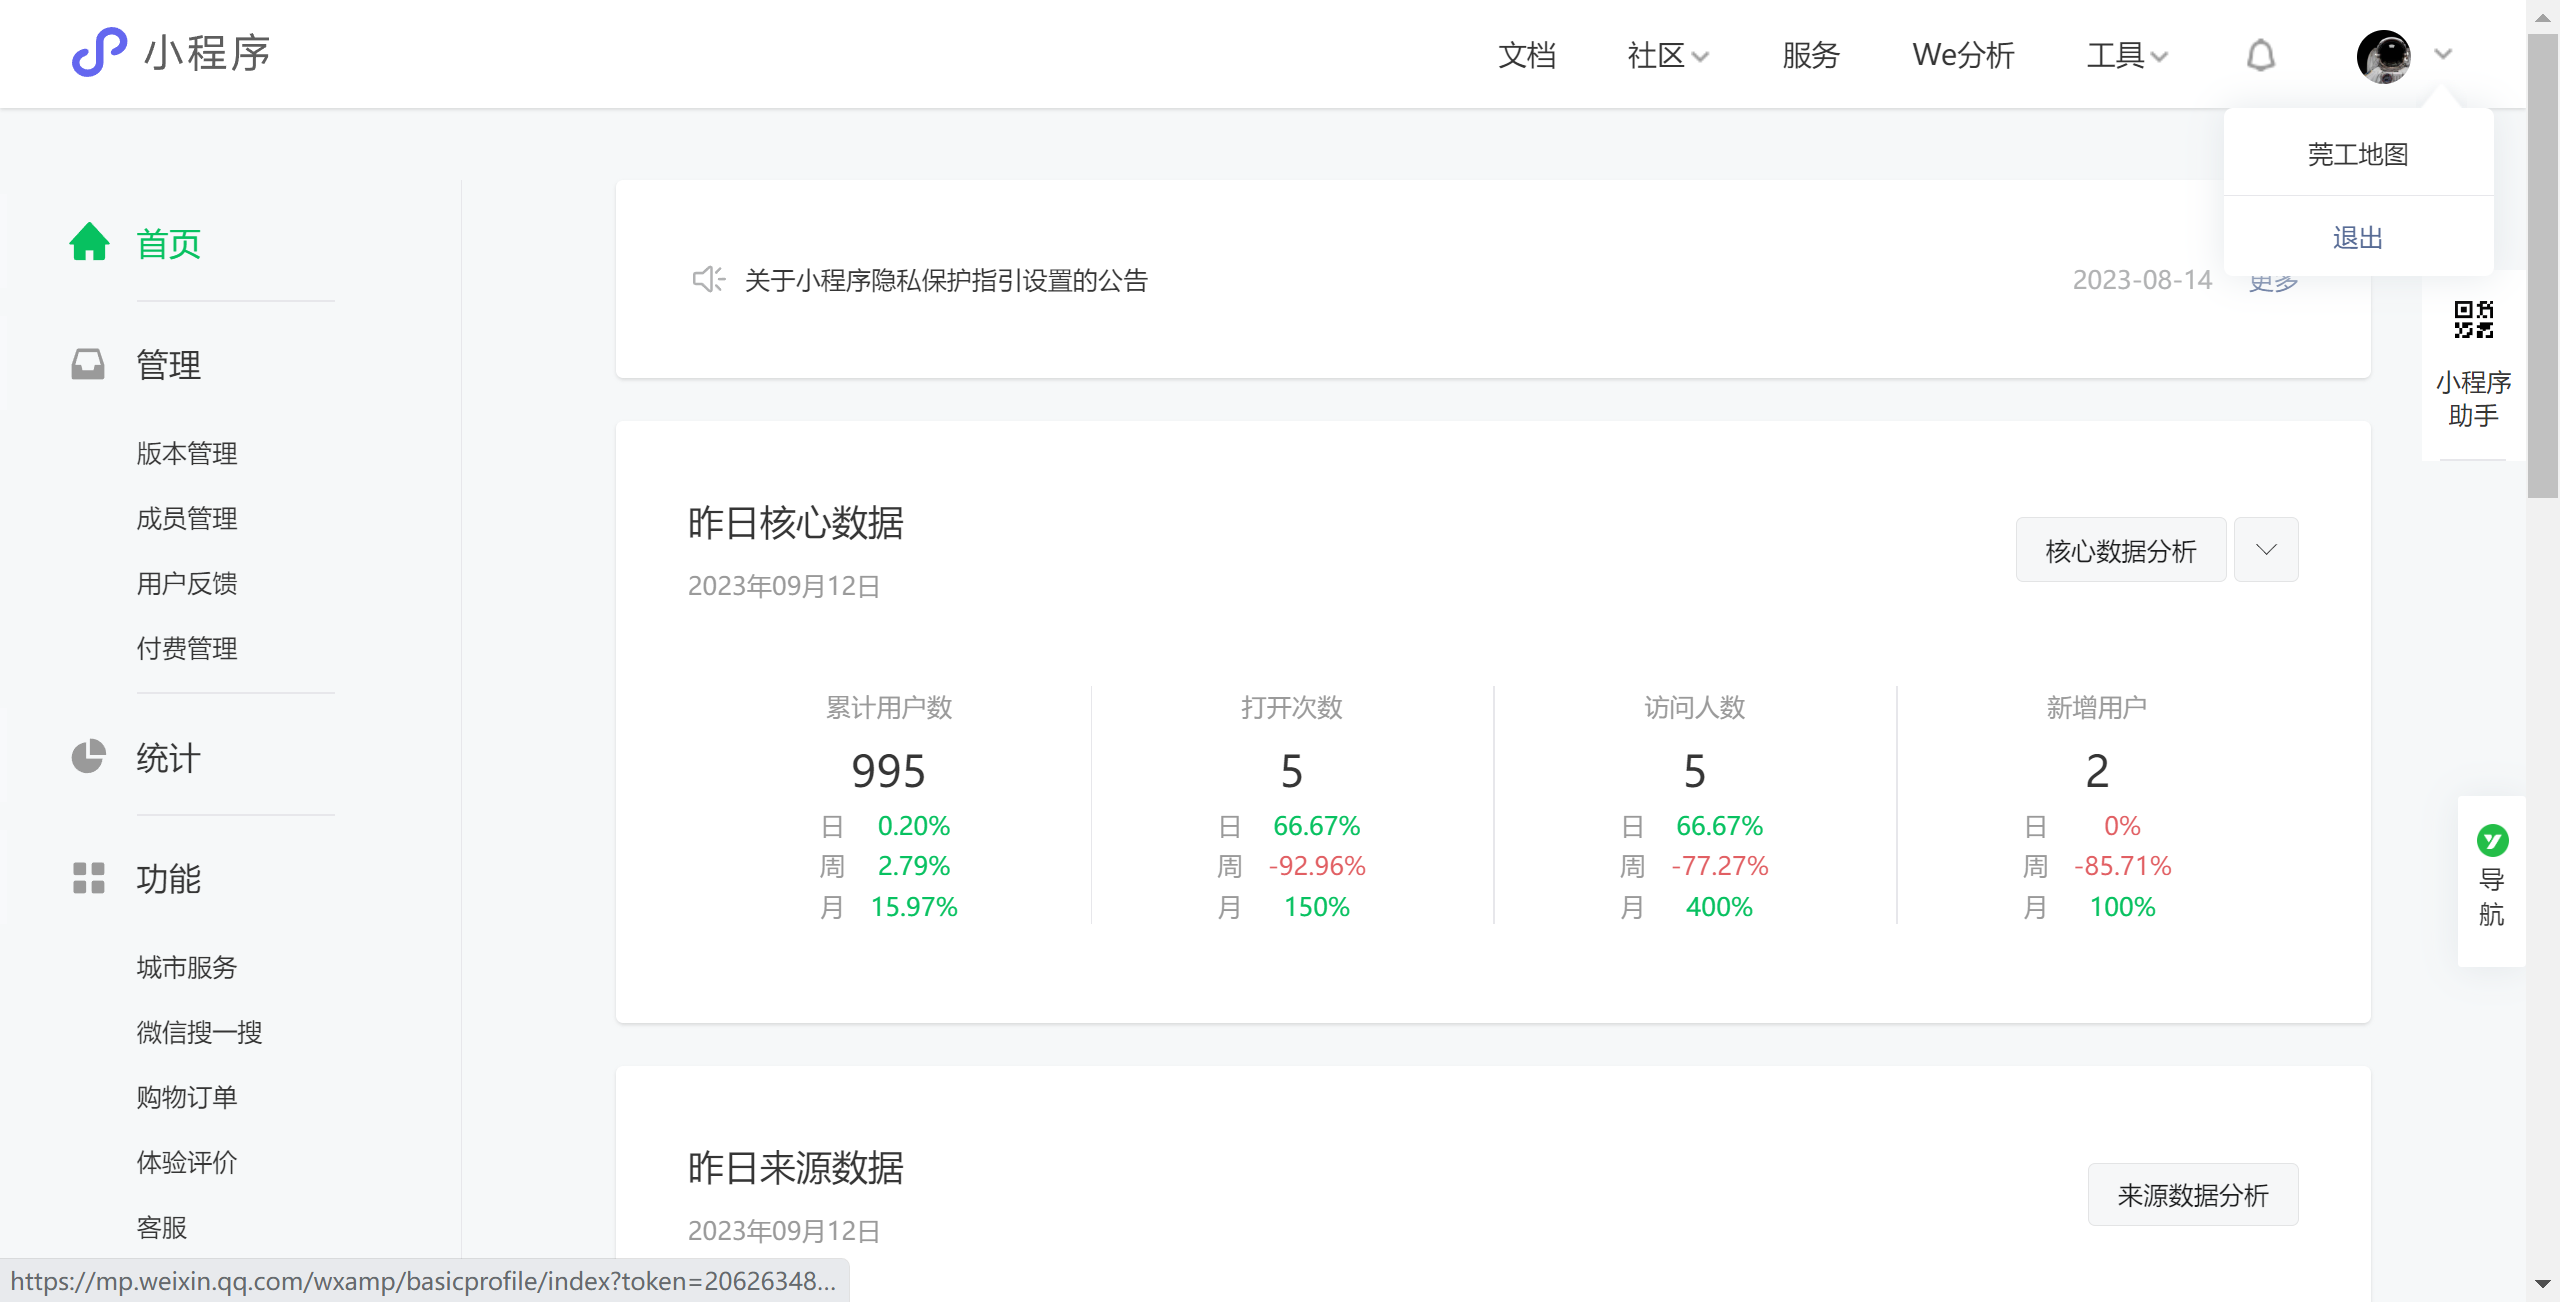 小程序
文档 社区 服务 We分析 工具
莞工地图
退出
首页
管理
版本管理
成员管理
用户反馈
付费管理
统计
功能
城市服务
微信搜一搜
购物订单
体验评价
客服
关于小程序隐私保护指引设置的公告 2023-08-14 更多
小程序
助手
昨日核心数据
2023年09月12日
核心数据分析
累计用户数 打开次数 访问人数 新增用户
995 5 5 2
日 0.20% 日 66.67% 日 66.67% 日 0%
周 2.79% 周 -92.96% 周 -77.27% 周 -85.71%
月 15.97% 月 150% 月 400% 月 100%
导
航
昨日来源数据
2023年09月12日
来源数据分析
https://mp.weixin.qq.com/wxamp/basicprofile/index?token=20626348...